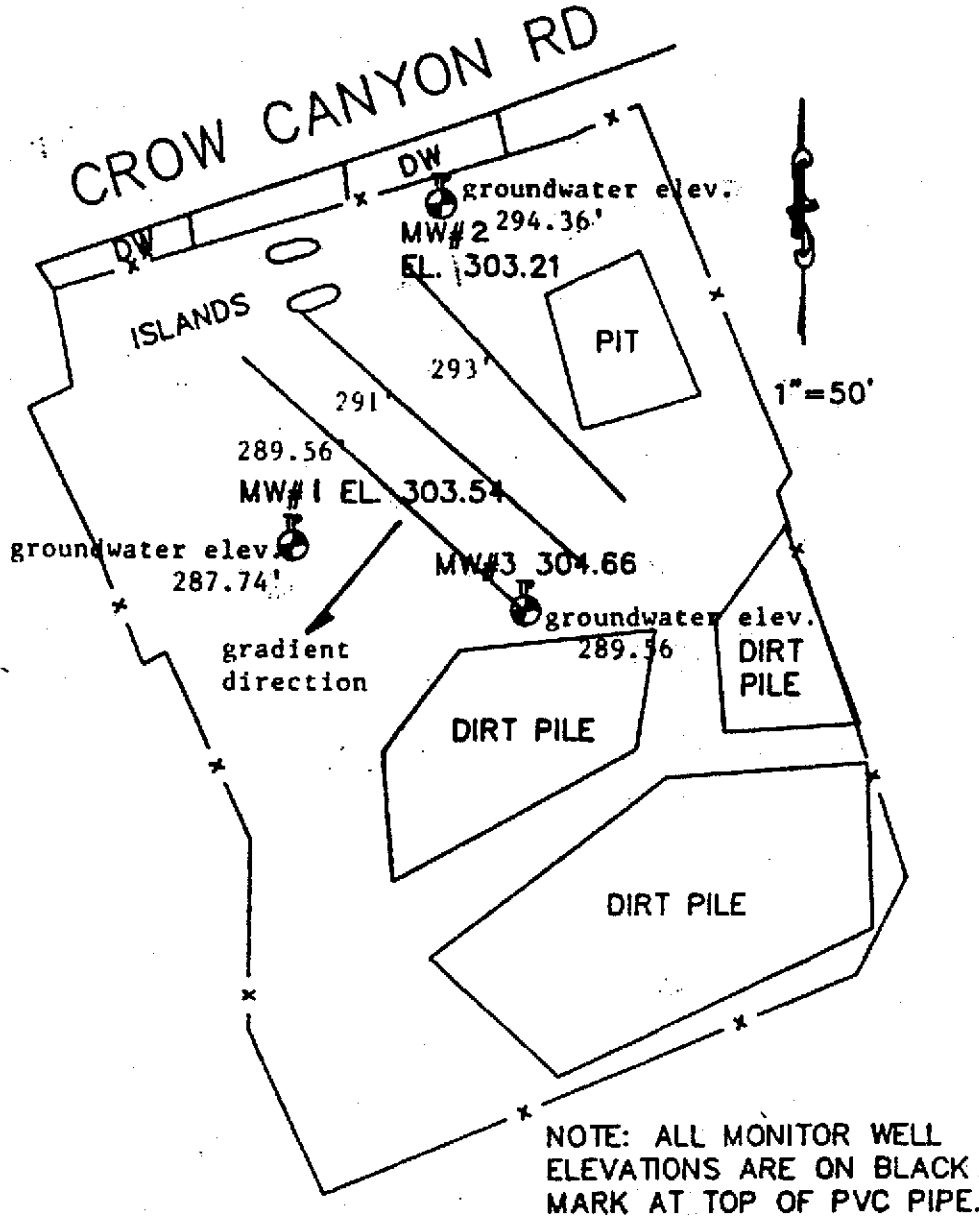 CROW CANYON RD
DW
groundwater elev.
294.36'
MW#2
EL. 303.21
DW
ISLANDS
PIT
293'
1"=50'
291'
289.56'
MW#1 EL. 303.54
groundwater elev.
287.74'
MW#3 304.66
groundwater elev.
289.56
gradient
direction
DIRT
PILE
DIRT PILE
DIRT PILE
NOTE: ALL MONITOR WELL
ELEVATIONS ARE ON BLACK
MARK AT TOP OF PVC PIPE.